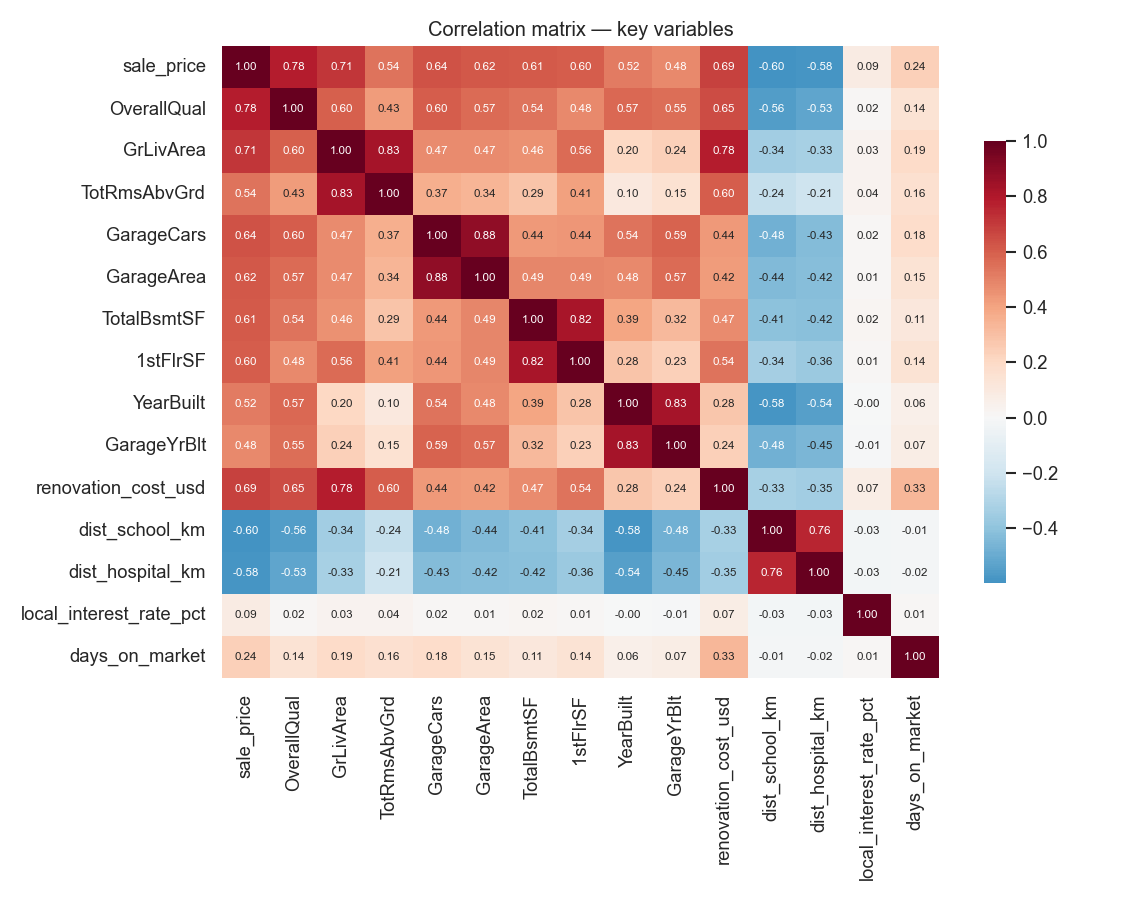 Correlation matrix — key variables
sale_price 1.00 0.78 0.71 0.54 0.64 0.62 0.61 0.60 0.52 0.48 0.69 -0.60 -0.58 0.09 0.24
OverallQual 0.78 1.00 0.60 0.43 0.60 0.57 0.54 0.48 0.57 0.55 0.65 -0.56 -0.53 0.02 0.14
GrLivArea 0.71 0.60 1.00 0.83 0.47 0.47 0.46 0.56 0.20 0.24 0.78 -0.34 -0.33 0.03 0.19
TotRmsAbvGrd 0.54 0.43 0.83 1.00 0.37 0.34 0.29 0.41 0.10 0.15 0.60 -0.24 -0.21 0.04 0.16
GarageCars 0.64 0.60 0.47 0.37 1.00 0.88 0.44 0.44 0.54 0.59 0.44 -0.48 -0.43 0.02 0.18
GarageArea 0.62 0.57 0.47 0.34 0.88 1.00 0.49 0.49 0.48 0.57 0.42 -0.44 -0.42 0.01 0.15
TotalBsmtSF 0.61 0.54 0.46 0.29 0.44 0.49 1.00 0.82 0.39 0.32 0.47 -0.41 -0.42 0.02 0.11
1stFlrSF 0.60 0.48 0.56 0.41 0.44 0.49 0.82 1.00 0.28 0.23 0.54 -0.34 -0.36 0.01 0.14
YearBuilt 0.52 0.57 0.20 0.10 0.54 0.48 0.39 0.28 1.00 0.83 0.28 -0.58 -0.54 -0.00 0.06
GarageYrBlt 0.48 0.55 0.24 0.15 0.59 0.57 0.32 0.23 0.83 1.00 0.24 -0.48 -0.45 -0.01 0.07
renovation_cost_usd 0.69 0.65 0.78 0.60 0.44 0.42 0.47 0.54 0.28 0.24 1.00 -0.33 -0.35 0.07 0.33
dist_school_km -0.60 -0.56 -0.34 -0.24 -0.48 -0.44 -0.41 -0.34 -0.58 -0.48 -0.33 1.00 0.76 -0.03 -0.01
dist_hospital_km -0.58 -0.53 -0.33 -0.21 -0.43 -0.42 -0.42 -0.36 -0.54 -0.45 -0.35 0.76 1.00 -0.03 -0.02
local_interest_rate_pct 0.09 0.02 0.03 0.04 0.02 0.01 0.02 0.01 -0.00 -0.01 0.07 -0.03 -0.03 1.00 0.01
days_on_market 0.24 0.14 0.19 0.16 0.18 0.15 0.11 0.14 0.06 0.07 0.33 -0.01 -0.02 0.01 1.00
sale_price
OverallQual
GrLivArea
TotRmsAbvGrd
GarageCars
GarageArea
TotalBsmtSF
1stFlrSF
YearBuilt
GarageYrBlt
renovation_cost_usd
dist_school_km
dist_hospital_km
local_interest_rate_pct
days_on_market
1.0
0.8
0.6
0.4
0.2
0.0
−0.2
−0.4